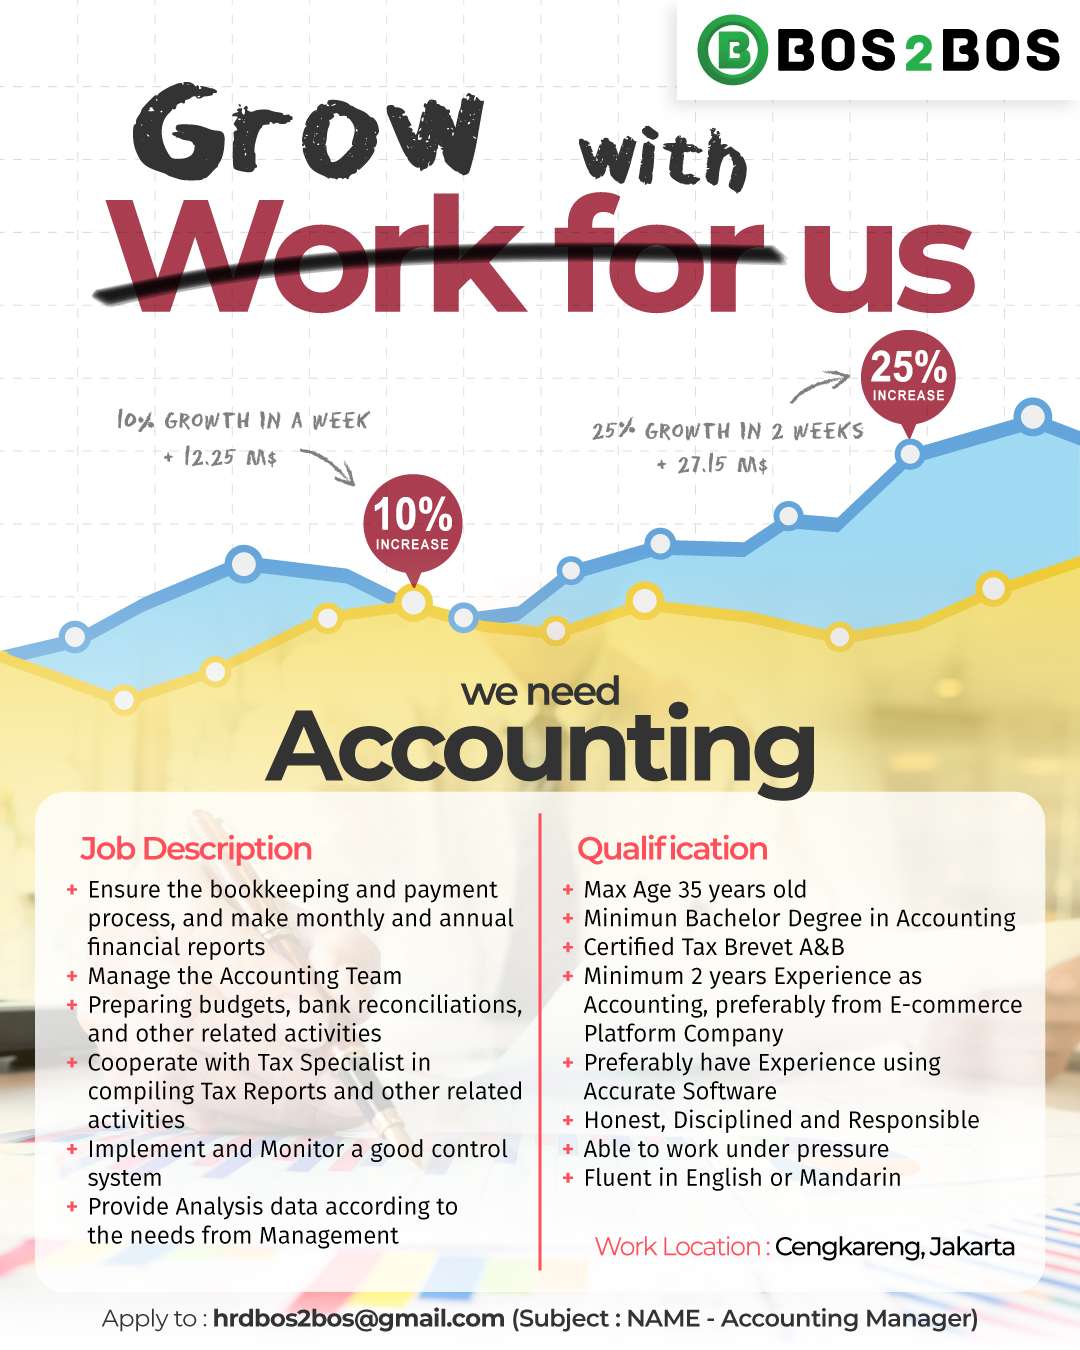 BOS2BOS
Grow with
Work for us
25%
INCREASE
10% GROWTH IN A WEEK
+ 12.25 M$
25% GROWTH IN 2 WEEKS
+ 27.15 M$
10%
INCREASE
we need
Accounting
Job Description
+ Ensure the bookkeeping and payment
process, and make monthly and annual
financial reports
+ Manage the Accounting Team
+ Preparing budgets, bank reconciliations,
and other related activities
+ Cooperate with Tax Specialist in
compiling Tax Reports and other related
activities
+ Implement and Monitor a good control
system
+ Provide Analysis data according to
the needs from Management
Qualification
+ Max Age 35 years old
+ Minimun Bachelor Degree in Accounting
+ Certified Tax Brevet A&B
+ Minimum 2 years Experience as
Accounting, preferably from E-commerce
Platform Company
+ Preferably have Experience using
Accurate Software
+ Honest, Disciplined and Responsible
+ Able to work under pressure
+ Fluent in English or Mandarin
Work Location : Cengkareng, Jakarta
Apply to : hrdbos2bos@gmail.com (Subject : NAME - Accounting Manager)